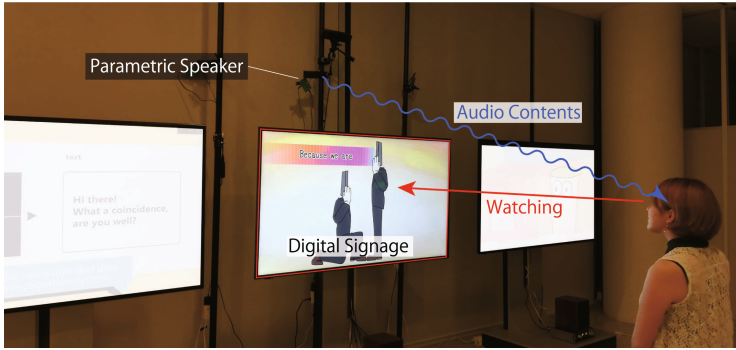 Parametric Speaker
Audio Contents
text
Because we are
Hi there!
What a coincidence,
are you well?
Watching
Digital Signage